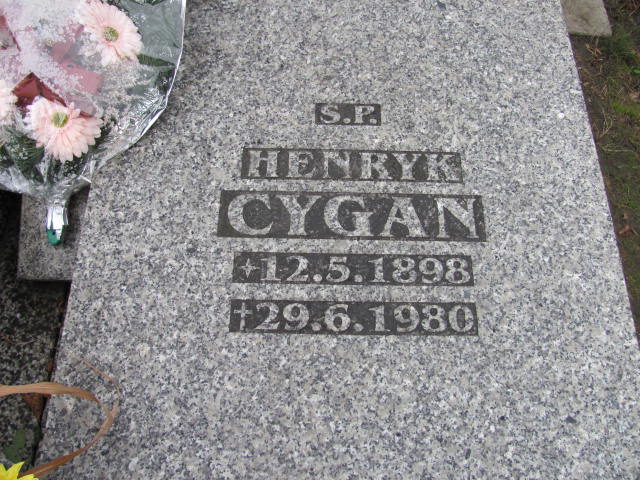 S.P.
HENRYK
CYGAN
+12.5.1898
†29.6.1980